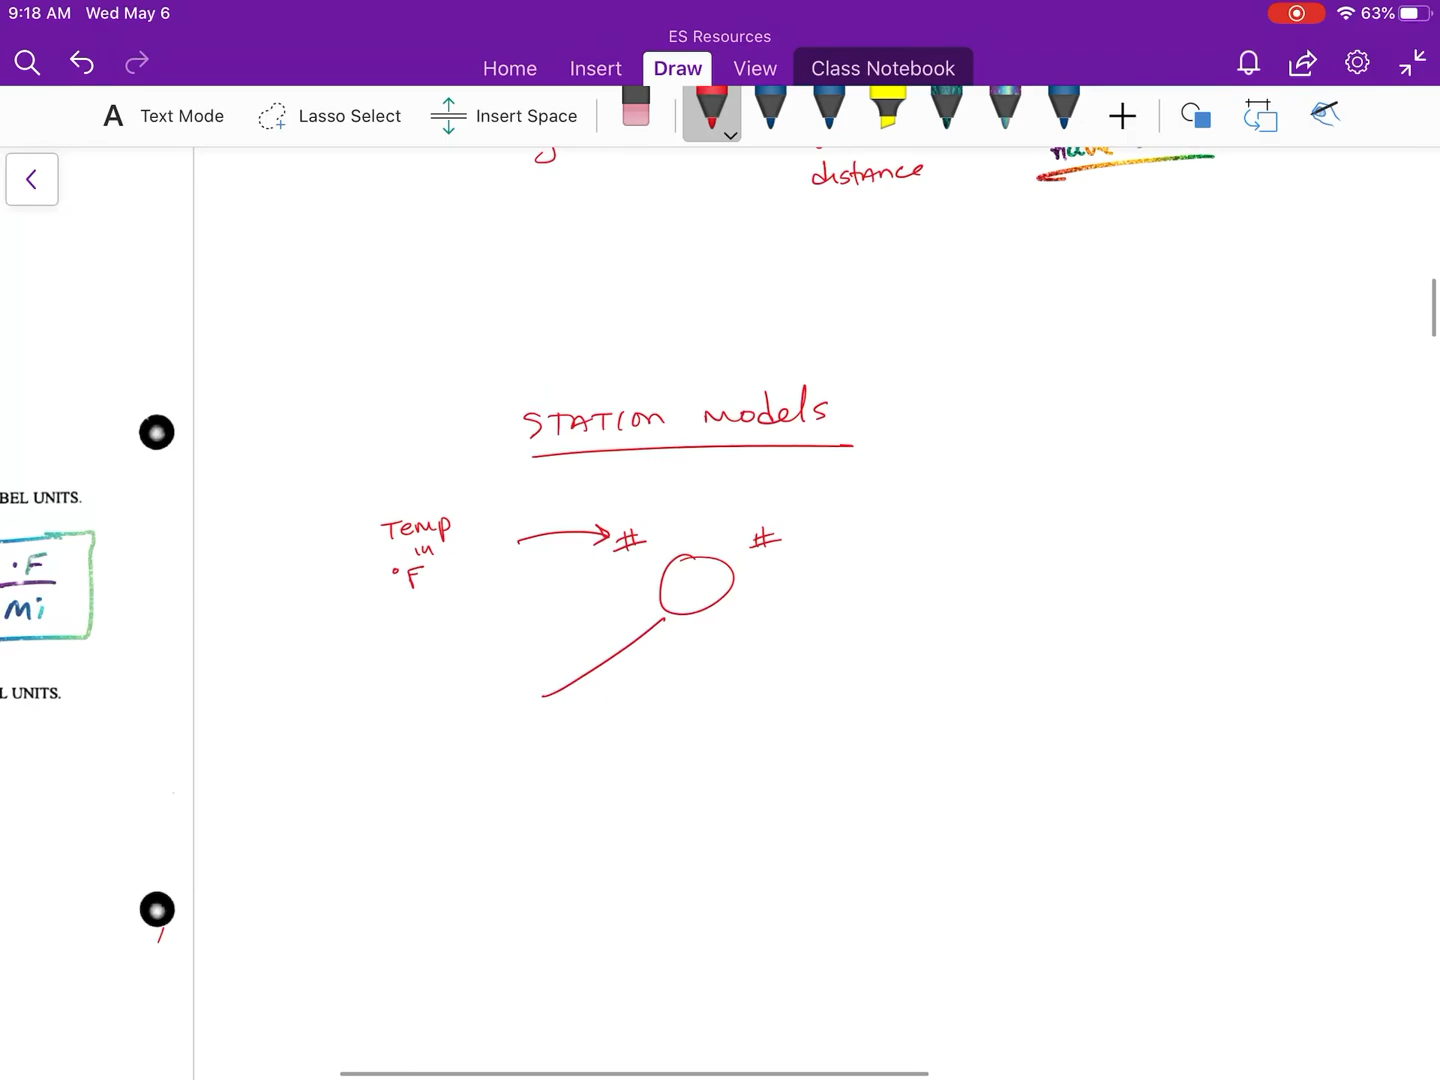 9:18 AM Wed May 6
63%
ES Resources
Home Insert Draw View Class Notebook
A Text Mode Lasso Select Insert Space
distance
STATION models
BEL UNITS.
Temp
in
°F
# #
°F
Mi
L UNITS.